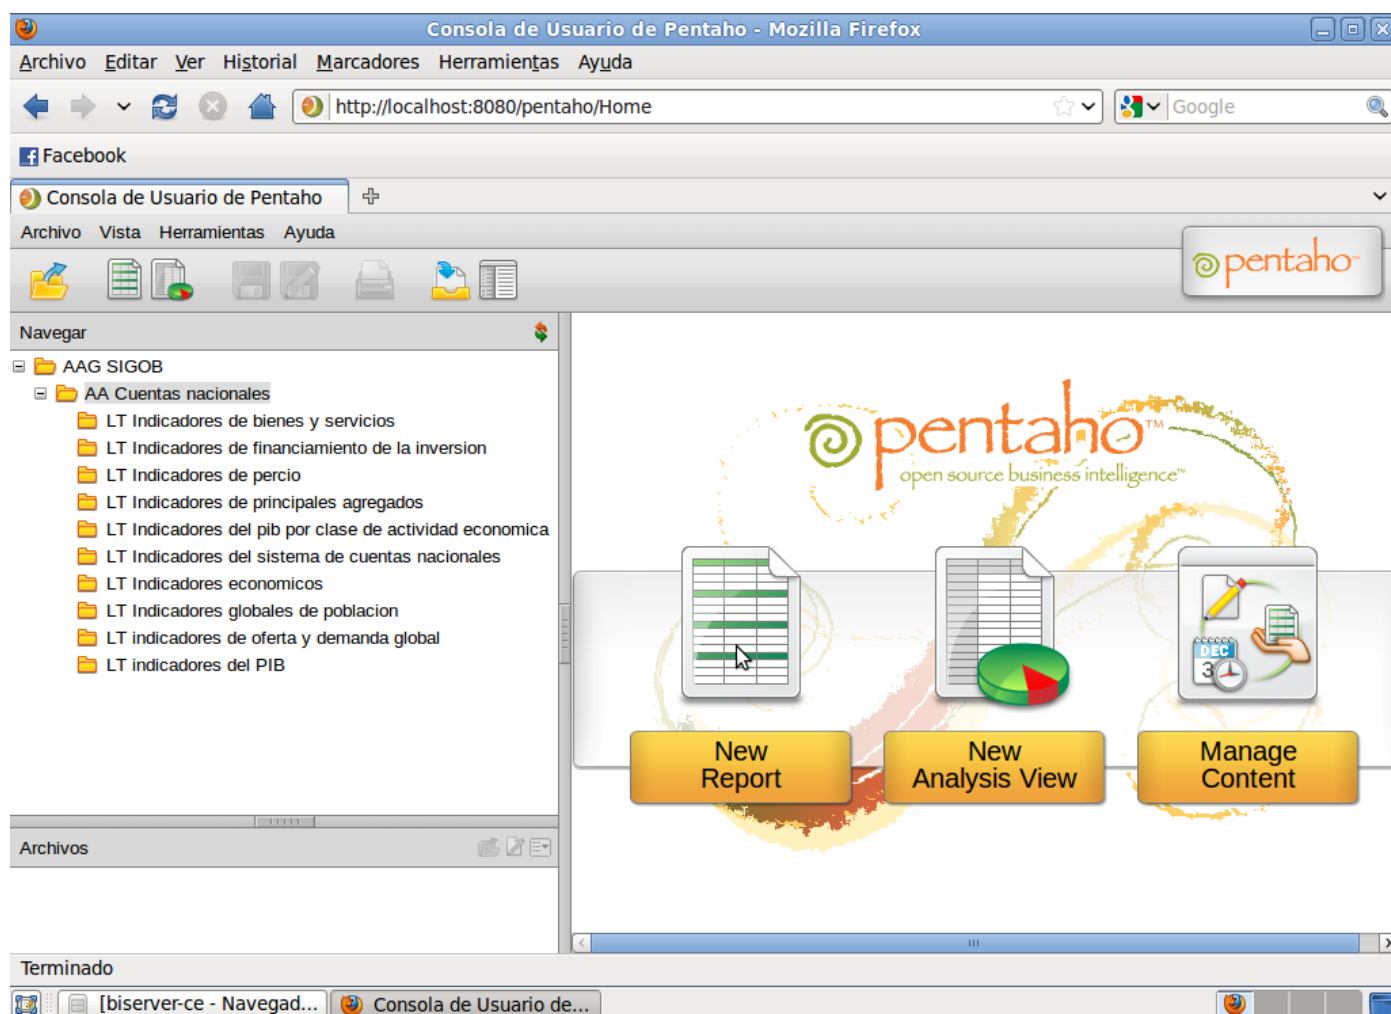 Consola de Usuario de Pentaho - Mozilla Firefox
Archivo Editar Ver Historial Marcadores Herramientas Ayuda
http://localhost:8080/pentaho/Home
Google
Facebook
Consola de Usuario de Pentaho
Archivo Vista Herramientas Ayuda
pentaho™
Navegar
AAG SIGOB
AA Cuentas nacionales
LT Indicadores de bienes y servicios
LT Indicadores de financiamiento de la inversion
LT Indicadores de percio
LT Indicadores de principales agregados
LT Indicadores del pib por clase de actividad economica
LT Indicadores del sistema de cuentas nacionales
LT Indicadores economicos
LT Indicadores globales de poblacion
LT indicadores de oferta y demanda global
LT indicadores del PIB
pentaho™
open source business intelligence™
DEC
3
New
Report
New
Analysis View
Manage
Content
Archivos
Terminado
[biserver-ce - Navegad...
Consola de Usuario de...